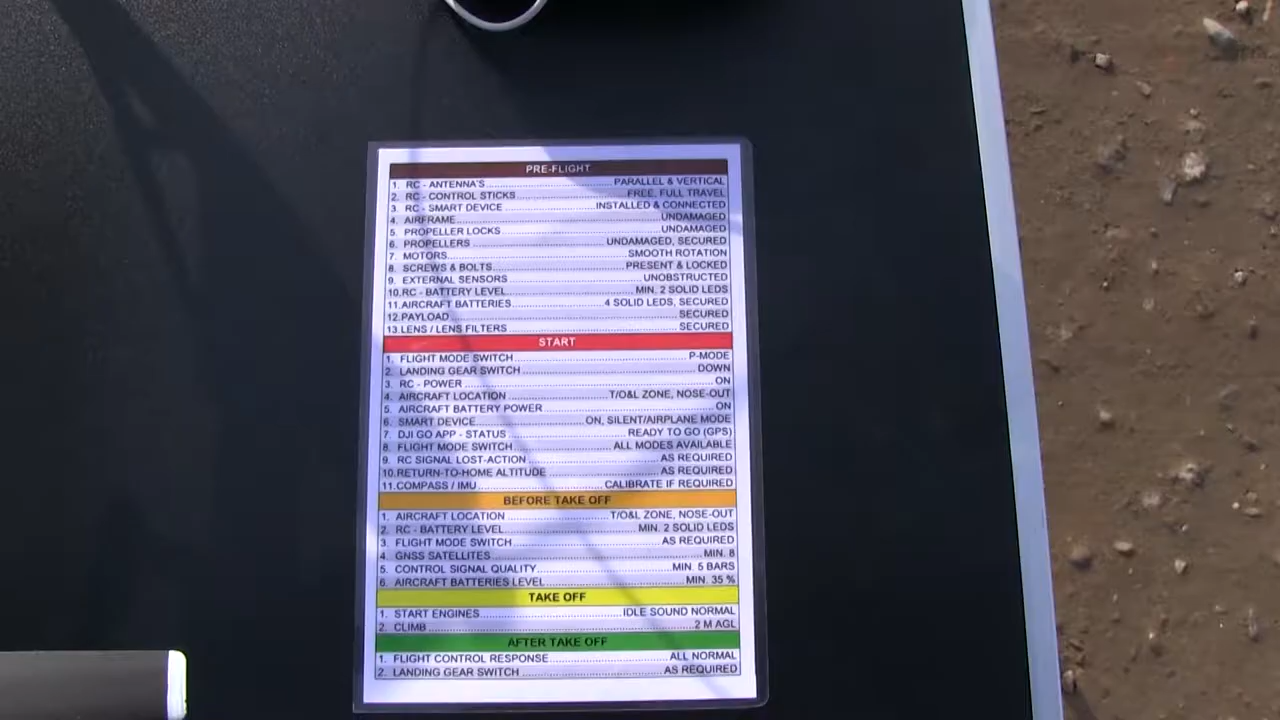 PRE-FLIGHT
1. RC - ANTENNA'S PARALLEL & VERTICAL
2. RC - CONTROL STICKS FREE, FULL TRAVEL
3. RC - SMART DEVICE INSTALLED & CONNECTED
4. AIRFRAME UNDAMAGED
5. PROPELLER LOCKS UNDAMAGED
6. PROPELLERS UNDAMAGED, SECURED
7. MOTORS SMOOTH ROTATION
8. SCREWS & BOLTS PRESENT & LOCKED
9. EXTERNAL SENSORS UNOBSTRUCTED
10. RC - BATTERY LEVEL MIN. 2 SOLID LEDS
11. AIRCRAFT BATTERIES 4 SOLID LEDS, SECURED
12. PAYLOAD SECURED
13. LENS / LENS FILTERS SECURED
START
1. FLIGHT MODE SWITCH P-MODE
2. LANDING GEAR SWITCH DOWN
3. RC - POWER ON
4. AIRCRAFT LOCATION T/O&L ZONE, NOSE-OUT
5. AIRCRAFT BATTERY POWER ON
6. SMART DEVICE ON, SILENT/AIRPLANE MODE
7. DJI GO APP - STATUS READY TO GO (GPS)
8. FLIGHT MODE SWITCH ALL MODES AVAILABLE
9. RC SIGNAL LOST-ACTION AS REQUIRED
10. RETURN-TO-HOME ALTITUDE AS REQUIRED
11. COMPASS / IMU CALIBRATE IF REQUIRED
BEFORE TAKE OFF
1. AIRCRAFT LOCATION T/O&L ZONE, NOSE-OUT
2. RC - BATTERY LEVEL MIN. 2 SOLID LEDS
3. FLIGHT MODE SWITCH AS REQUIRED
4. GNSS SATELLITES MIN. 8
5. CONTROL SIGNAL QUALITY MIN. 5 BARS
6. AIRCRAFT BATTERIES LEVEL MIN. 35 %
TAKE OFF
1. START ENGINES IDLE SOUND NORMAL
2. CLIMB 2 M AGL
AFTER TAKE OFF
1. FLIGHT CONTROL RESPONSE ALL NORMAL
2. LANDING GEAR SWITCH AS REQUIRED